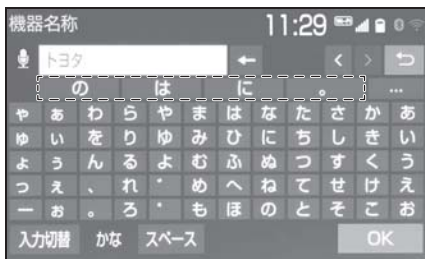 機器名称 11:29
トヨタ
の は に 。 …
ゃ ぁ わ ら や ま は な た さ か あ
ゅ ぃ を り ゆ み ひ に ち し き い
ょ ぅ ん る よ む ふ ぬ つ す く う
っ ぇ 、 れ ゛ め へ ね て せ け え
ー ぉ 。 ろ ゜ も ほ の と そ こ お
入力切替 かな スペース OK